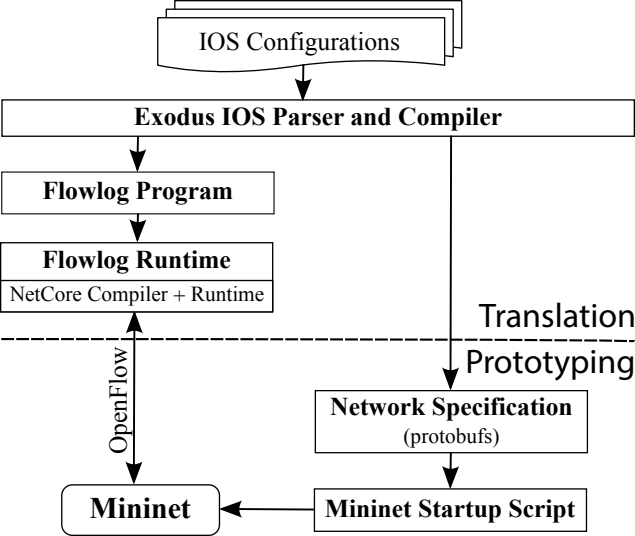 IOS Configurations
Exodus IOS Parser and Compiler
Flowlog Program
Flowlog Runtime
NetCore Compiler + Runtime
Translation
Prototyping
OpenFlow
Network Specification
(protobufs)
Mininet
Mininet Startup Script